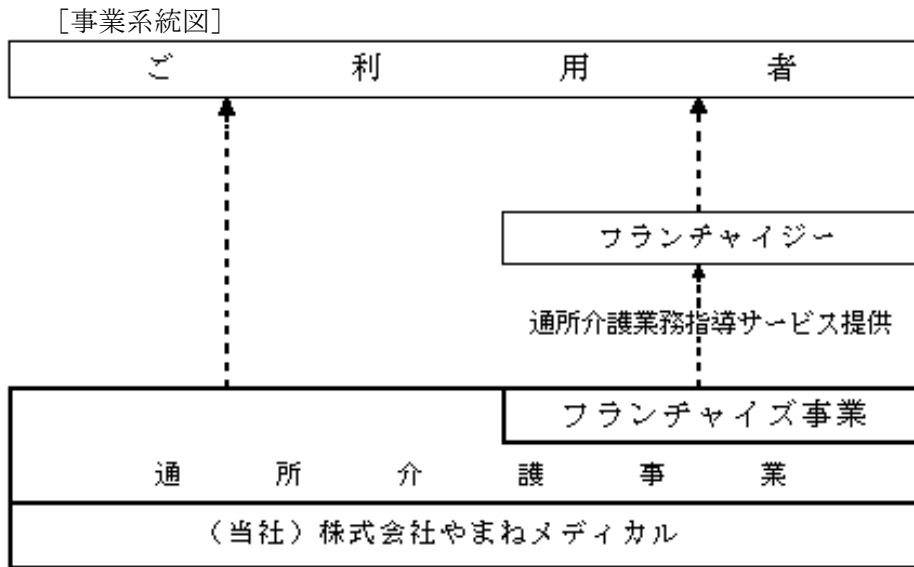 ［事業系統図］
ご利用者
フランチャイジー
通所介護業務指導サービス提供
フランチャイズ事業
通所介護事業
（当社）株式会社やまねメディカル